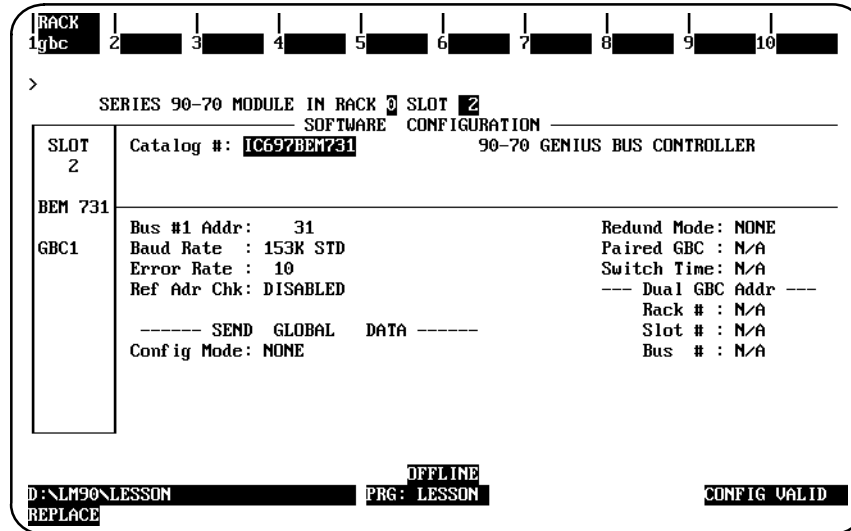 RACK
1gbc 2 3 4 5 6 7 8 9 10
>
SERIES 90-70 MODULE IN RACK 0 SLOT 2
SOFTWARE CONFIGURATION
SLOT Catalog #: IC697BEM731 90-70 GENIUS BUS CONTROLLER
2
BEM 731
Bus #1 Addr: 31 Redund Mode: NONE
GBC1 Baud Rate : 153K STD Paired GBC : N/A
Error Rate : 10 Switch Time: N/A
Ref Adr Chk: DISABLED --- Dual GBC Addr ---
Rack # : N/A
------ SEND GLOBAL DATA ------ Slot # : N/A
Config Mode: NONE Bus # : N/A
OFFLINE
D:\LM90\LESSON PRG: LESSON CONFIG VALID
REPLACE